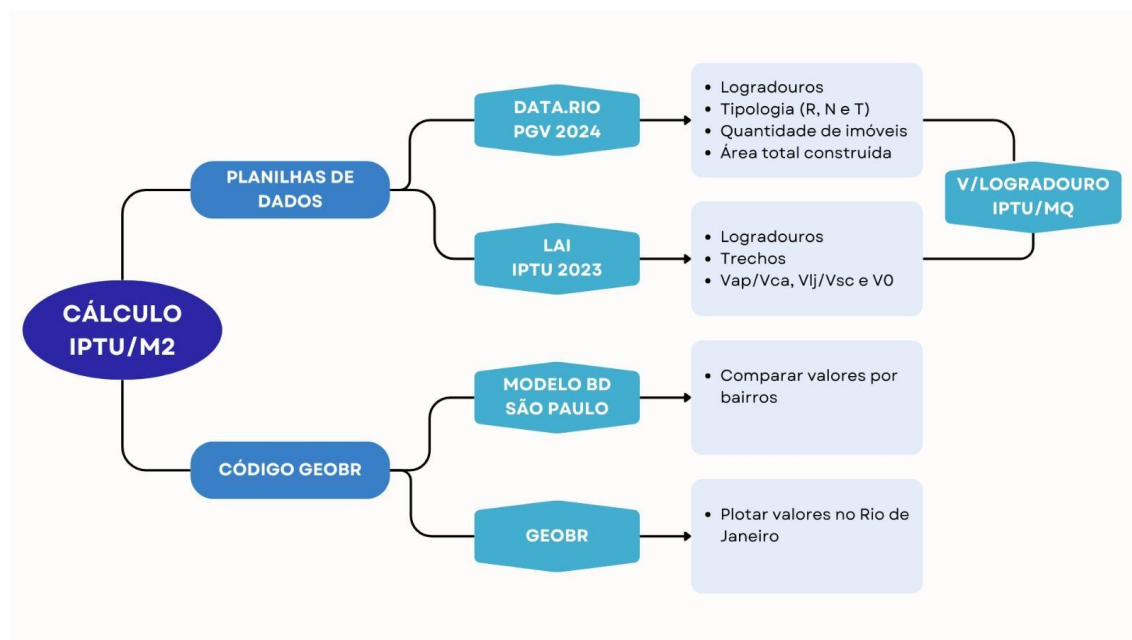 CÁLCULO
IPTU/M2
PLANILHAS DE
DADOS
DATA.RIO
PGV 2024
• Logradouros
• Tipologia (R, N e T)
• Quantidade de imóveis
• Área total construída
LAI
IPTU 2023
• Logradouros
• Trechos
• Vap/Vca, Vlj/Vsc e V0
V/LOGRADOURO
IPTU/MQ
CÓDIGO GEOBR
MODELO BD
SÃO PAULO
• Comparar valores por
bairros
GEOBR
• Plotar valores no Rio de
Janeiro